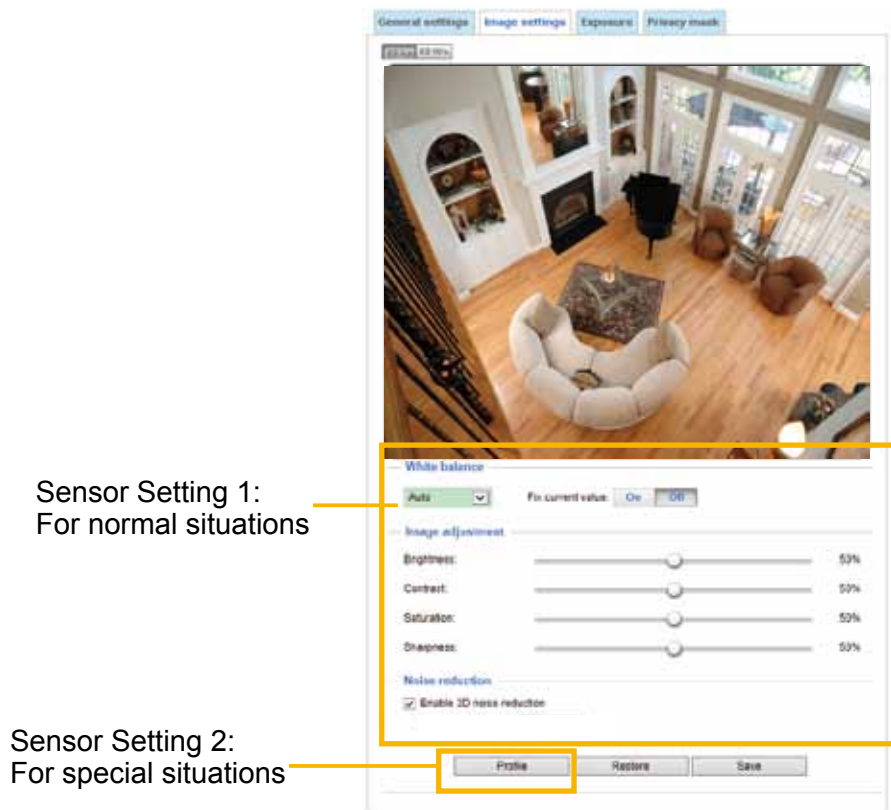 General settings Image settings Exposure Privacy mask
White balance
Auto Fix current value: On Off
Sensor Setting 1:
For normal situations
Image adjustment
Brightness: 50%
Contrast: 50%
Saturation: 50%
Sharpness: 50%
Noise reduction
Enable 3D noise reduction
Sensor Setting 2:
For special situations
Profile Restore Save